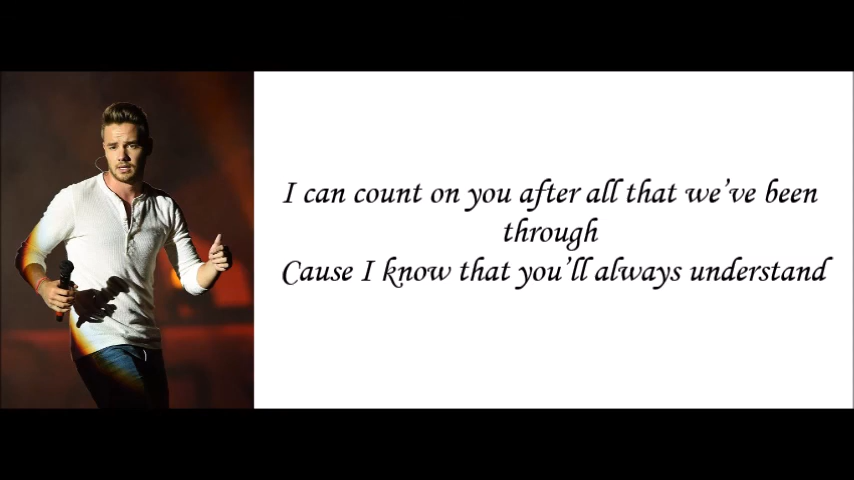 I can count on you after all that we've been
through
Cause I know that you'll always understand